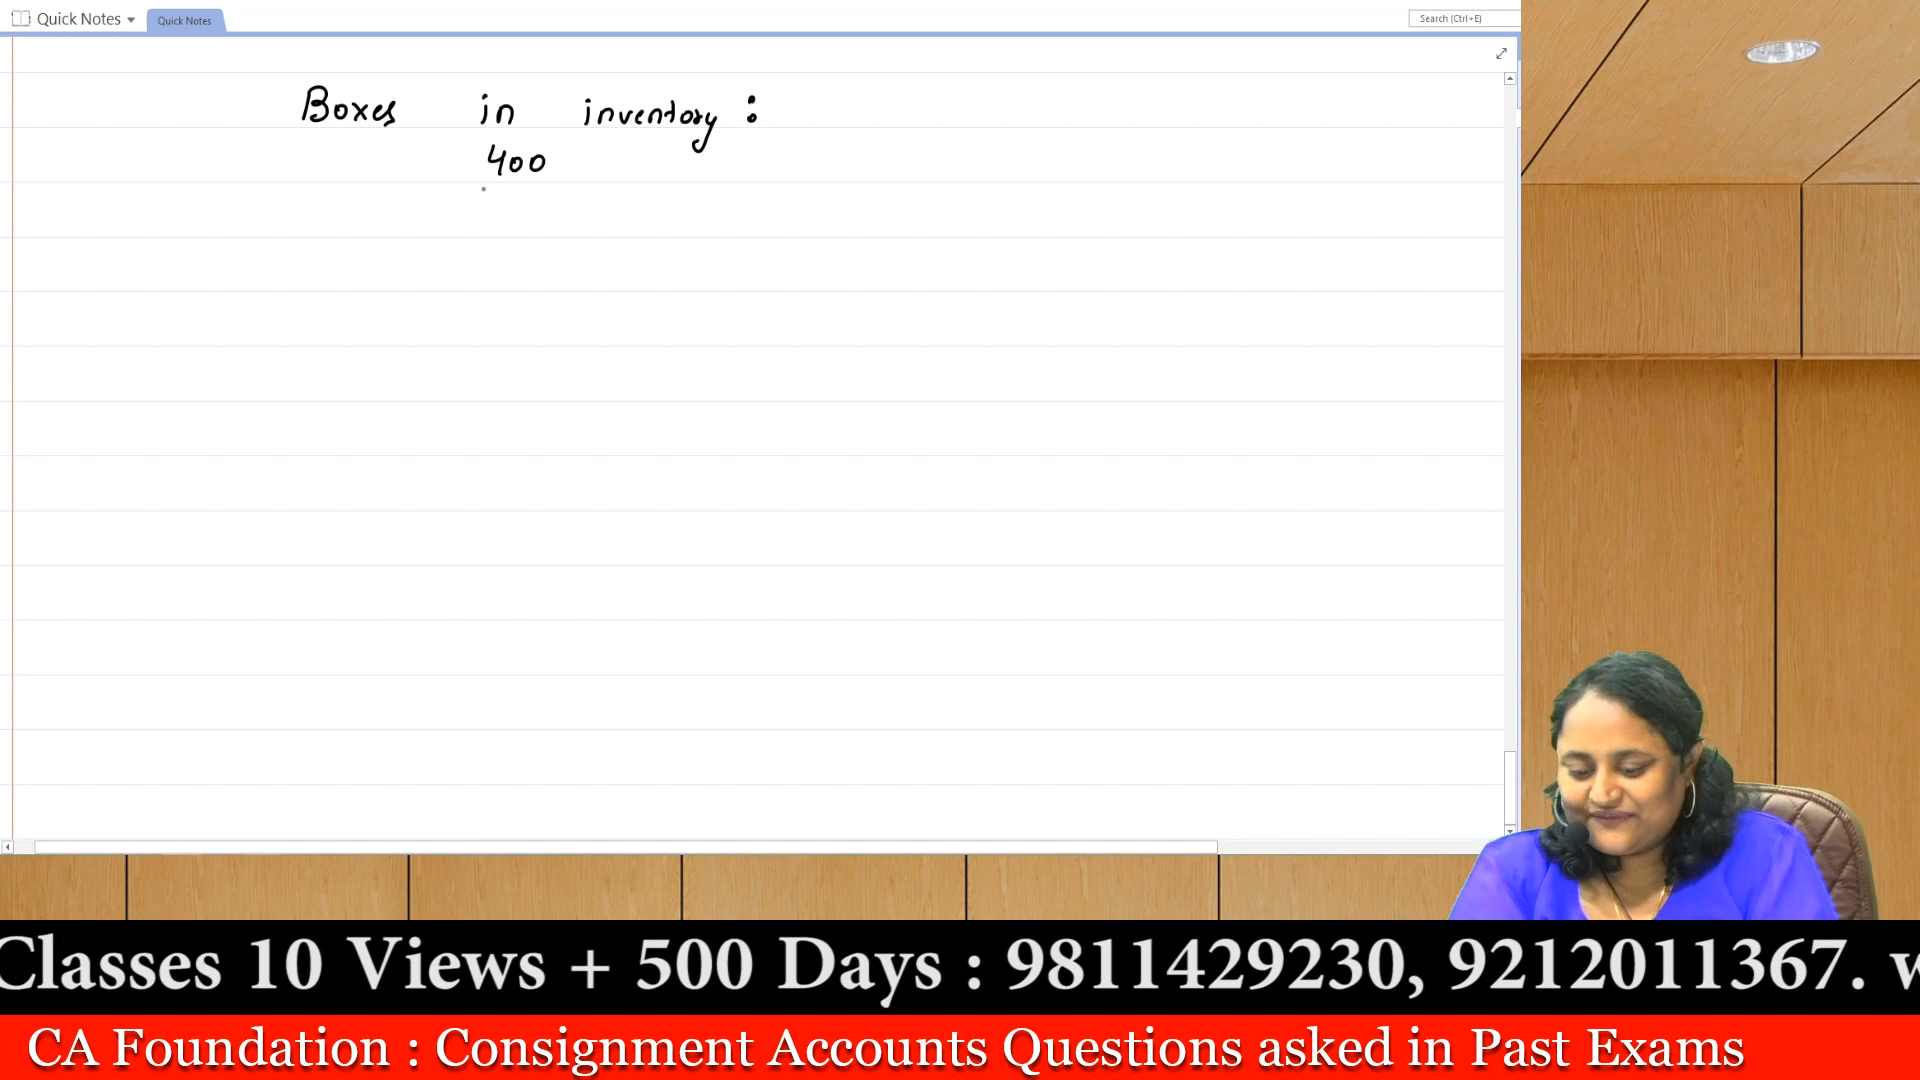 Quick Notes
Quick Notes
Search (Ctrl+E)
Boxes in inventory :
400
Classes 10 Views + 500 Days : 9811429230, 9212011367. w
CA Foundation : Consignment Accounts Questions asked in Past Exams